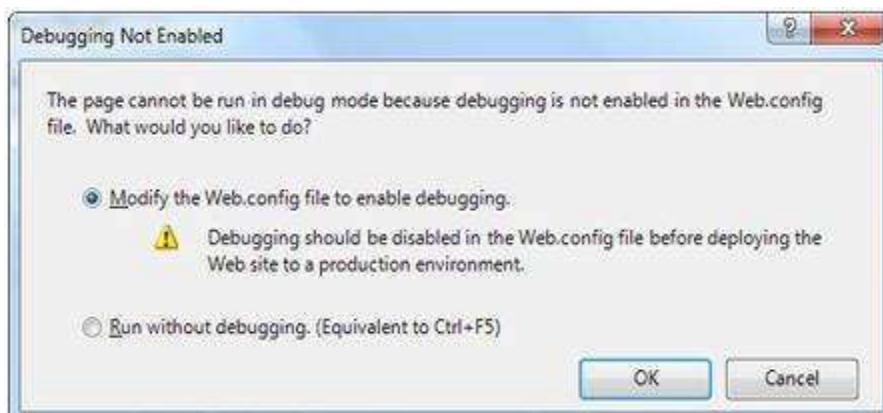 Debugging Not Enabled
The page cannot be run in debug mode because debugging is not enabled in the Web.config
file. What would you like to do?
Modify the Web.config file to enable debugging.
Debugging should be disabled in the Web.config file before deploying the
Web site to a production environment.
Run without debugging. (Equivalent to Ctrl+F5)
OK
Cancel